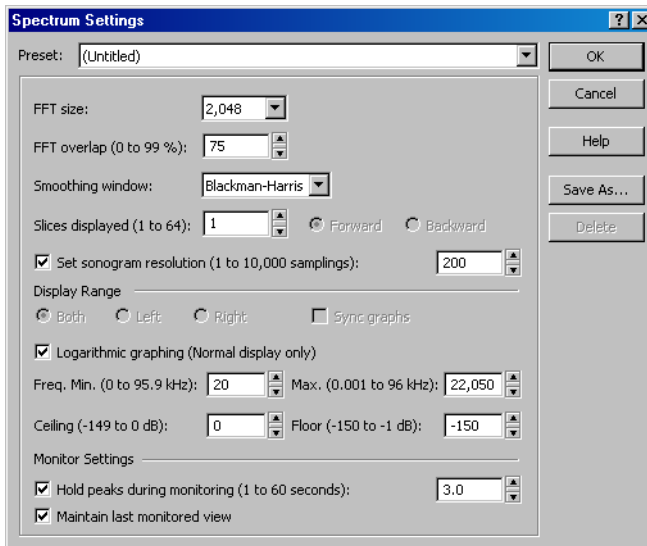 Spectrum Settings
Preset: (Untitled)
OK
Cancel
Help
Save As...
Delete
FFT size: 2,048
FFT overlap (0 to 99 %): 75
Smoothing window: Blackman-Harris
Slices displayed (1 to 64): 1 Forward Backward
Set sonogram resolution (1 to 10,000 samplings): 200
Display Range
Both Left Right Sync graphs
Logarithmic graphing (Normal display only)
Freq. Min. (0 to 95.9 kHz): 20 Max. (0.001 to 96 kHz): 22,050
Ceiling (-149 to 0 dB): 0 Floor (-150 to -1 dB): -150
Monitor Settings
Hold peaks during monitoring (1 to 60 seconds): 3.0
Maintain last monitored view